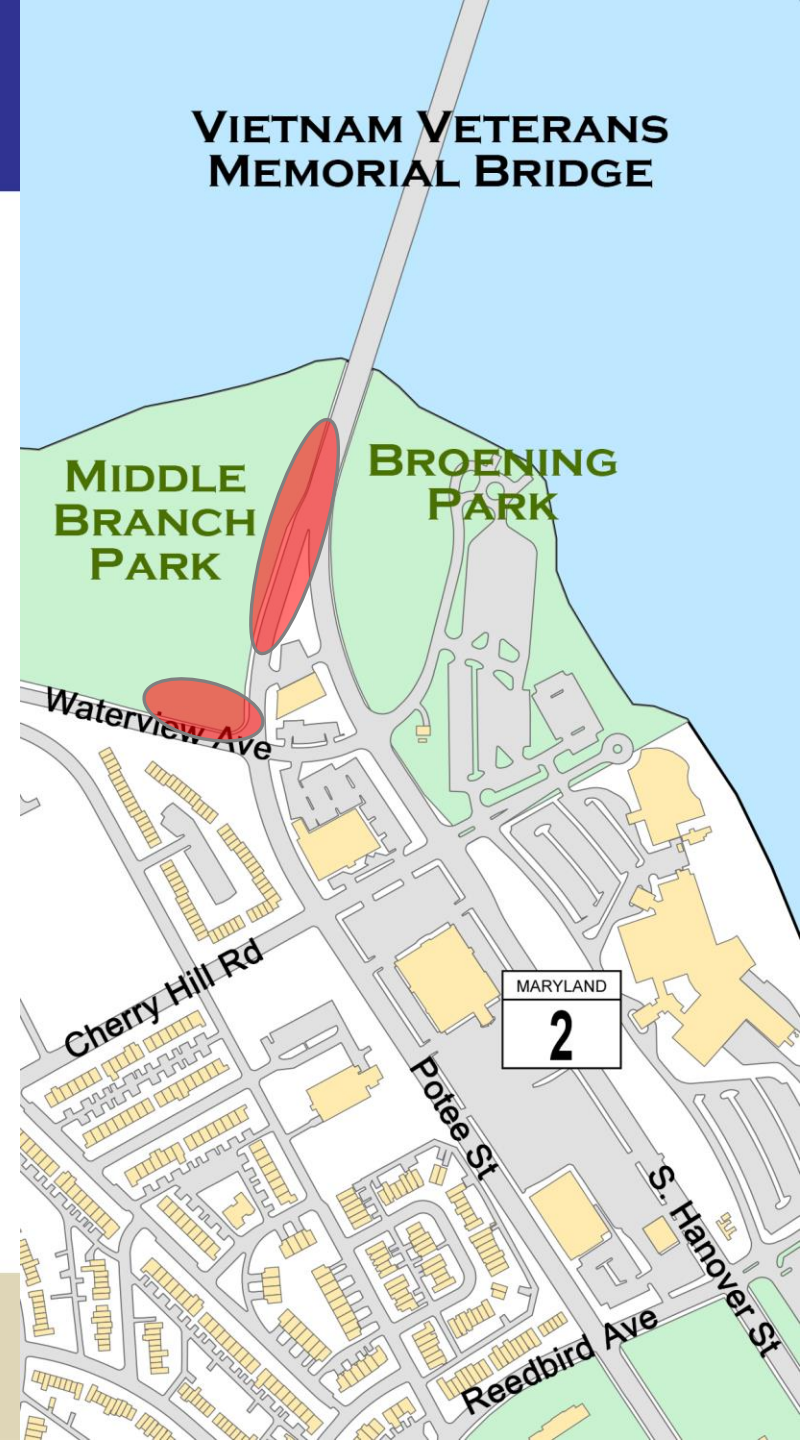 VIETNAM VETERANS
MEMORIAL BRIDGE
MIDDLE
BRANCH
PARK
BROENING
PARK
Waterview Ave
Cherry Hill Rd
MARYLAND
2
Potee St
S. Hanover St
Reedbird Ave